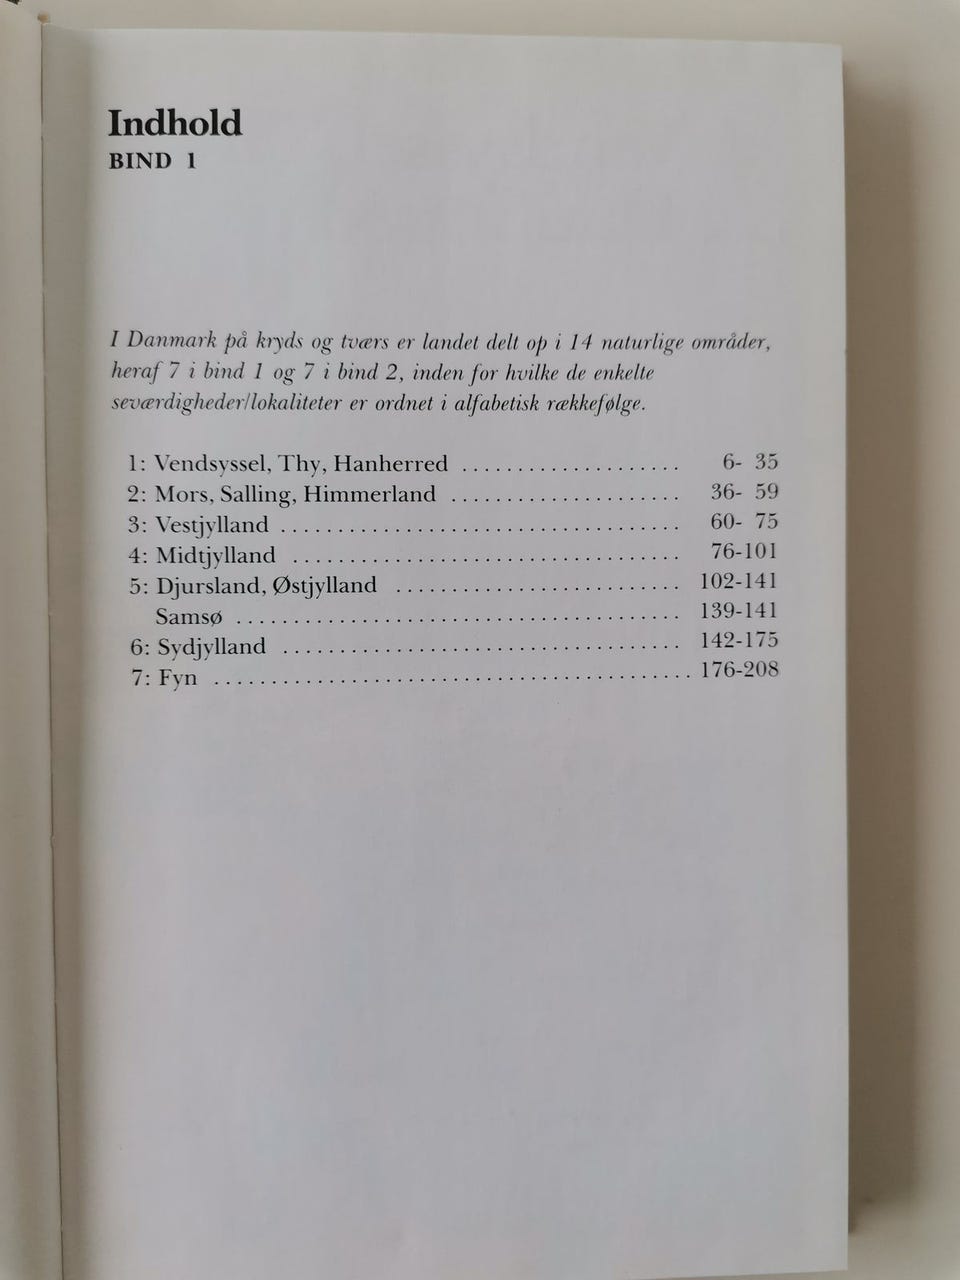 Indhold
BIND 1
I Danmark på kryds og tværs er landet delt op i 14 naturlige områder,
heraf 7 i bind 1 og 7 i bind 2, inden for hvilke de enkelte
seværdigheder/lokaliteter er ordnet i alfabetisk rækkefølge.
1: Vendsyssel, Thy, Hanherred .................... 6- 35
2: Mors, Salling, Himmerland ..................... 36- 59
3: Vestjylland ................................... 60- 75
4: Midtjylland .................................. 76-101
5: Djursland, Østjylland ......................... 102-141
Samsø ....................................... 139-141
6: Sydjylland ................................... 142-175
7: Fyn .......................................... 176-208